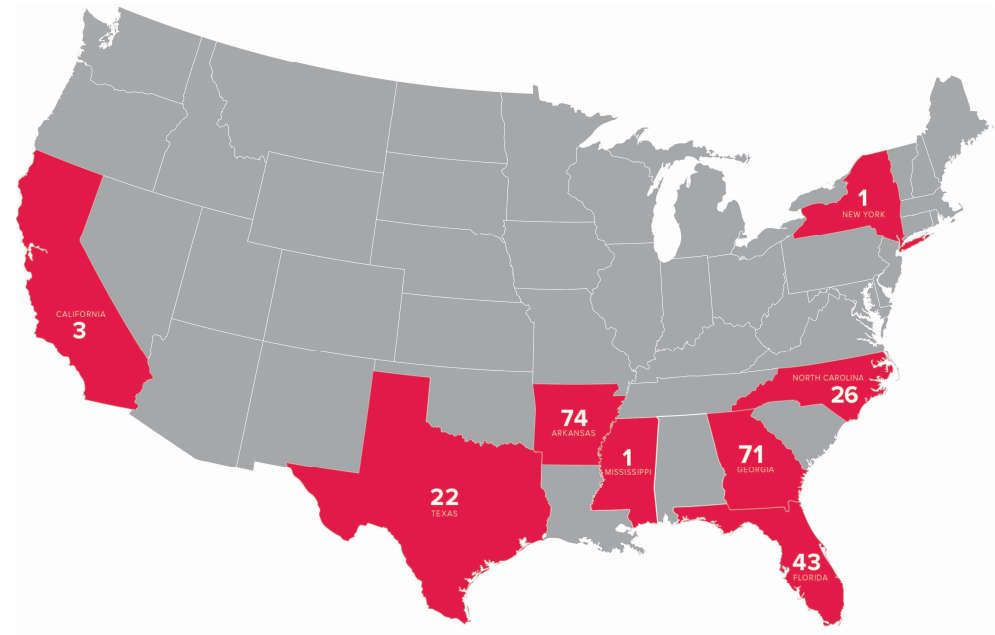 1
NEW YORK
CALIFORNIA
3
NORTH CAROLINA
26
74
ARKANSAS
1
MISSISSIPPI
71
GEORGIA
22
TEXAS
43
FLORIDA